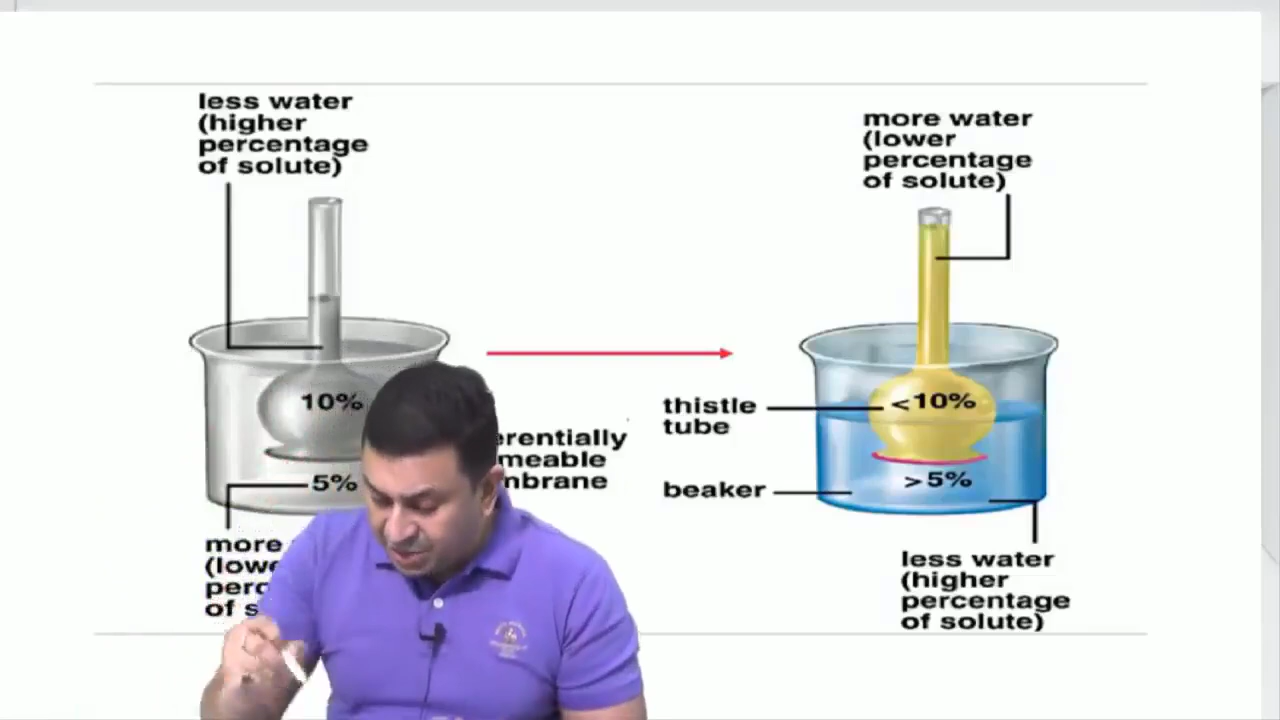 less water
(higher
percentage
of solute)
10%
5%
more
(lowe
perc
of s
erentially
meable
mbrane
more water
(lower
percentage
of solute)
thistle
tube
<10%
beaker
>5%
less water
(higher
percentage
of solute)